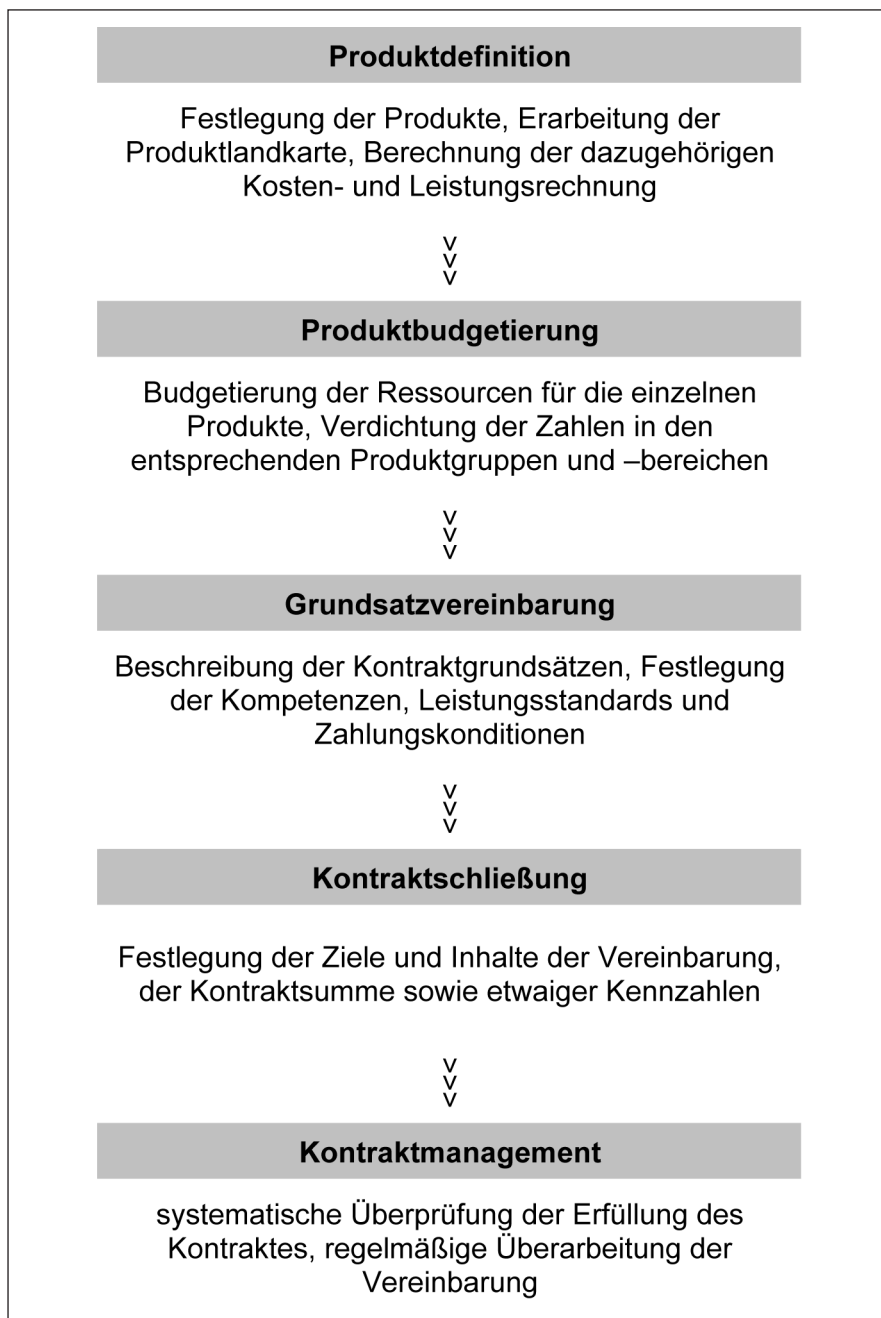 Produktdefinition
Festlegung der Produkte, Erarbeitung der
Produktlandkarte, Berechnung der dazugehörigen
Kosten- und Leistungsrechnung
>
>
>
Produktbudgetierung
Budgetierung der Ressourcen für die einzelnen
Produkte, Verdichtung der Zahlen in den
entsprechenden Produktgruppen und –bereichen
>
>
>
Grundsatzvereinbarung
Beschreibung der Kontraktgrundsätzen, Festlegung
der Kompetenzen, Leistungsstandards und
Zahlungskonditionen
>
>
>
Kontraktschließung
Festlegung der Ziele und Inhalte der Vereinbarung,
der Kontraktsumme sowie etwaiger Kennzahlen
>
>
>
Kontraktmanagement
systematische Überprüfung der Erfüllung des
Kontraktes, regelmäßige Überarbeitung der
Vereinbarung